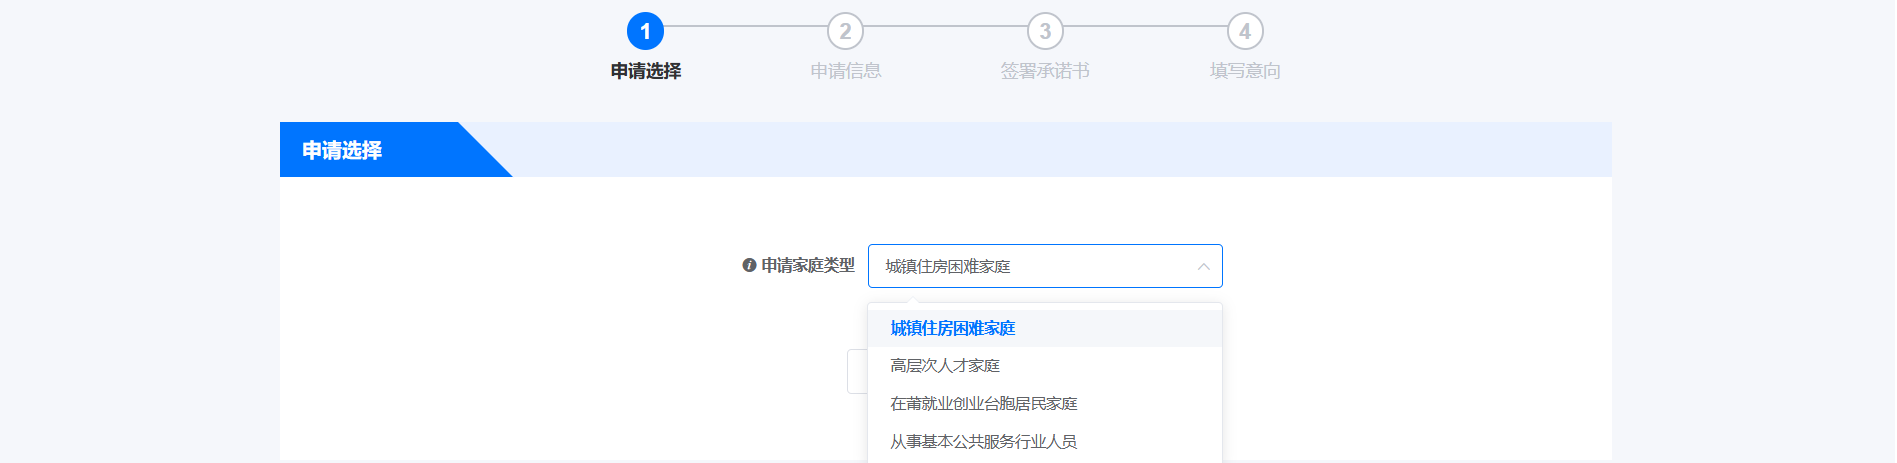 1
2
3
4
申请选择
申请信息
签署承诺书
填写意向
申请选择
申请家庭类型
城镇住房困难家庭
城镇住房困难家庭
高层次人才家庭
在莆就业创业台胞居民家庭
从事基本公共服务行业人员